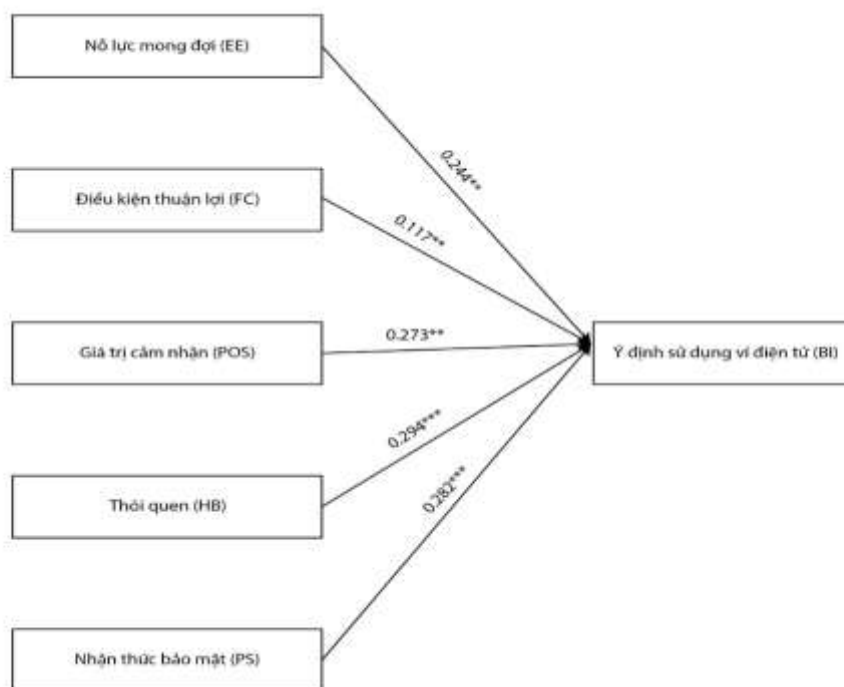 Nỗ lực mong đợi (EE)
0.244**
Điều kiện thuận lợi (FC)
0.117**
Giá trị cảm nhận (POS)
0.273**
Ý định sử dụng ví điện tử (BI)
0.294***
Thói quen (HB)
0.282***
Nhận thức bảo mật (PS)